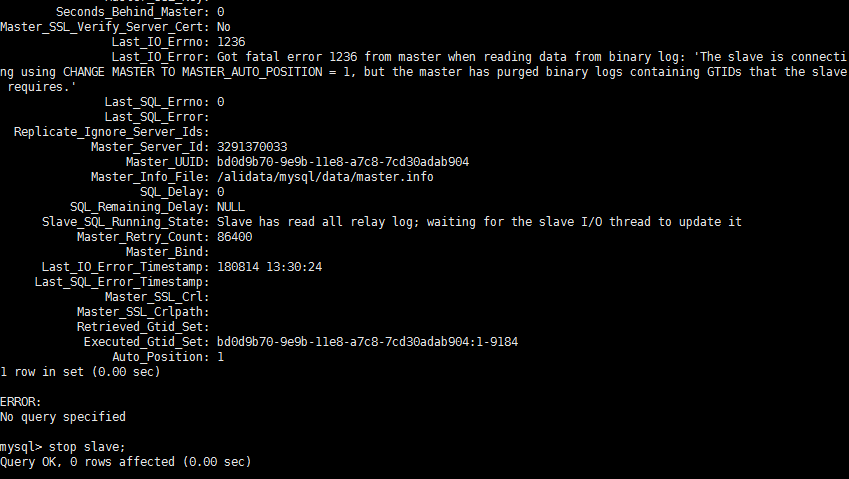 Seconds_Behind_Master: 0
Master_SSL_Verify_Server_Cert: No
Last_IO_Errno: 1236
Last_IO_Error: Got fatal error 1236 from master when reading data from binary log: 'The slave is connecti
ng using CHANGE MASTER TO MASTER_AUTO_POSITION = 1, but the master has purged binary logs containing GTIDs that the slave
requires.'
Last_SQL_Errno: 0
Last_SQL_Error:
Replicate_Ignore_Server_Ids:
Master_Server_Id: 3291370033
Master_UUID: bd0d9b70-9e9b-11e8-a7c8-7cd30adab904
Master_Info_File: /alidata/mysql/data/master.info
SQL_Delay: 0
SQL_Remaining_Delay: NULL
Slave_SQL_Running_State: Slave has read all relay log; waiting for the slave I/O thread to update it
Master_Retry_Count: 86400
Master_Bind:
Last_IO_Error_Timestamp: 180814 13:30:24
Last_SQL_Error_Timestamp:
Master_SSL_Crl:
Master_SSL_Crlpath:
Retrieved_Gtid_Set:
Executed_Gtid_Set: bd0d9b70-9e9b-11e8-a7c8-7cd30adab904:1-9184
Auto_Position: 1
1 row in set (0.00 sec)
ERROR:
No query specified
mysql> stop slave;
Query OK, 0 rows affected (0.00 sec)